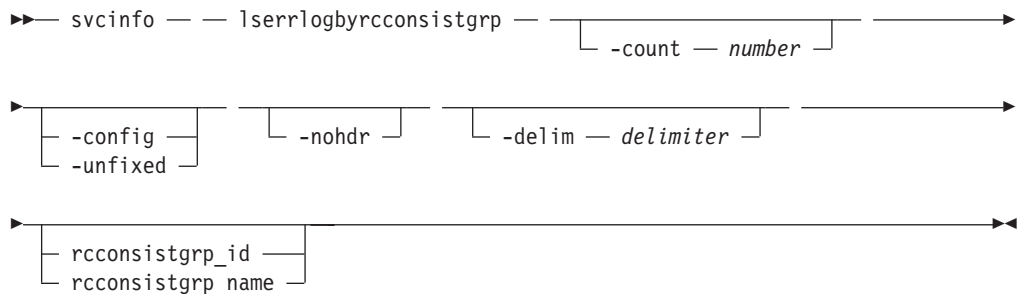 svcinfo lserrlogbyrcconsistgrp
-count number
-config -nohdr -delim delimiter
-unfixed
rcconsistgrp_id
rcconsistgrp name